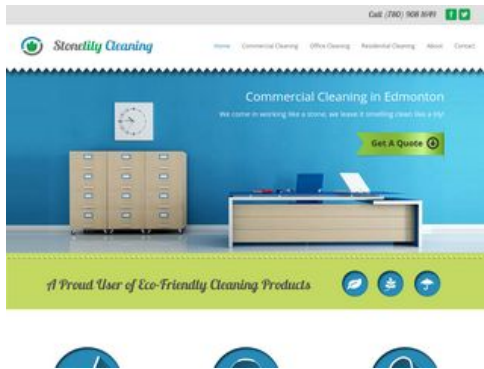 Call (780) 908 1649
Stonelily Cleaning
Home Commercial Cleaning Office Cleaning Residential Cleaning About Contact
Commercial Cleaning in Edmonton
We come in working like a stone, we leave it smelling clean like a lily!
Get A Quote
A Proud User of Eco-Friendly Cleaning Products